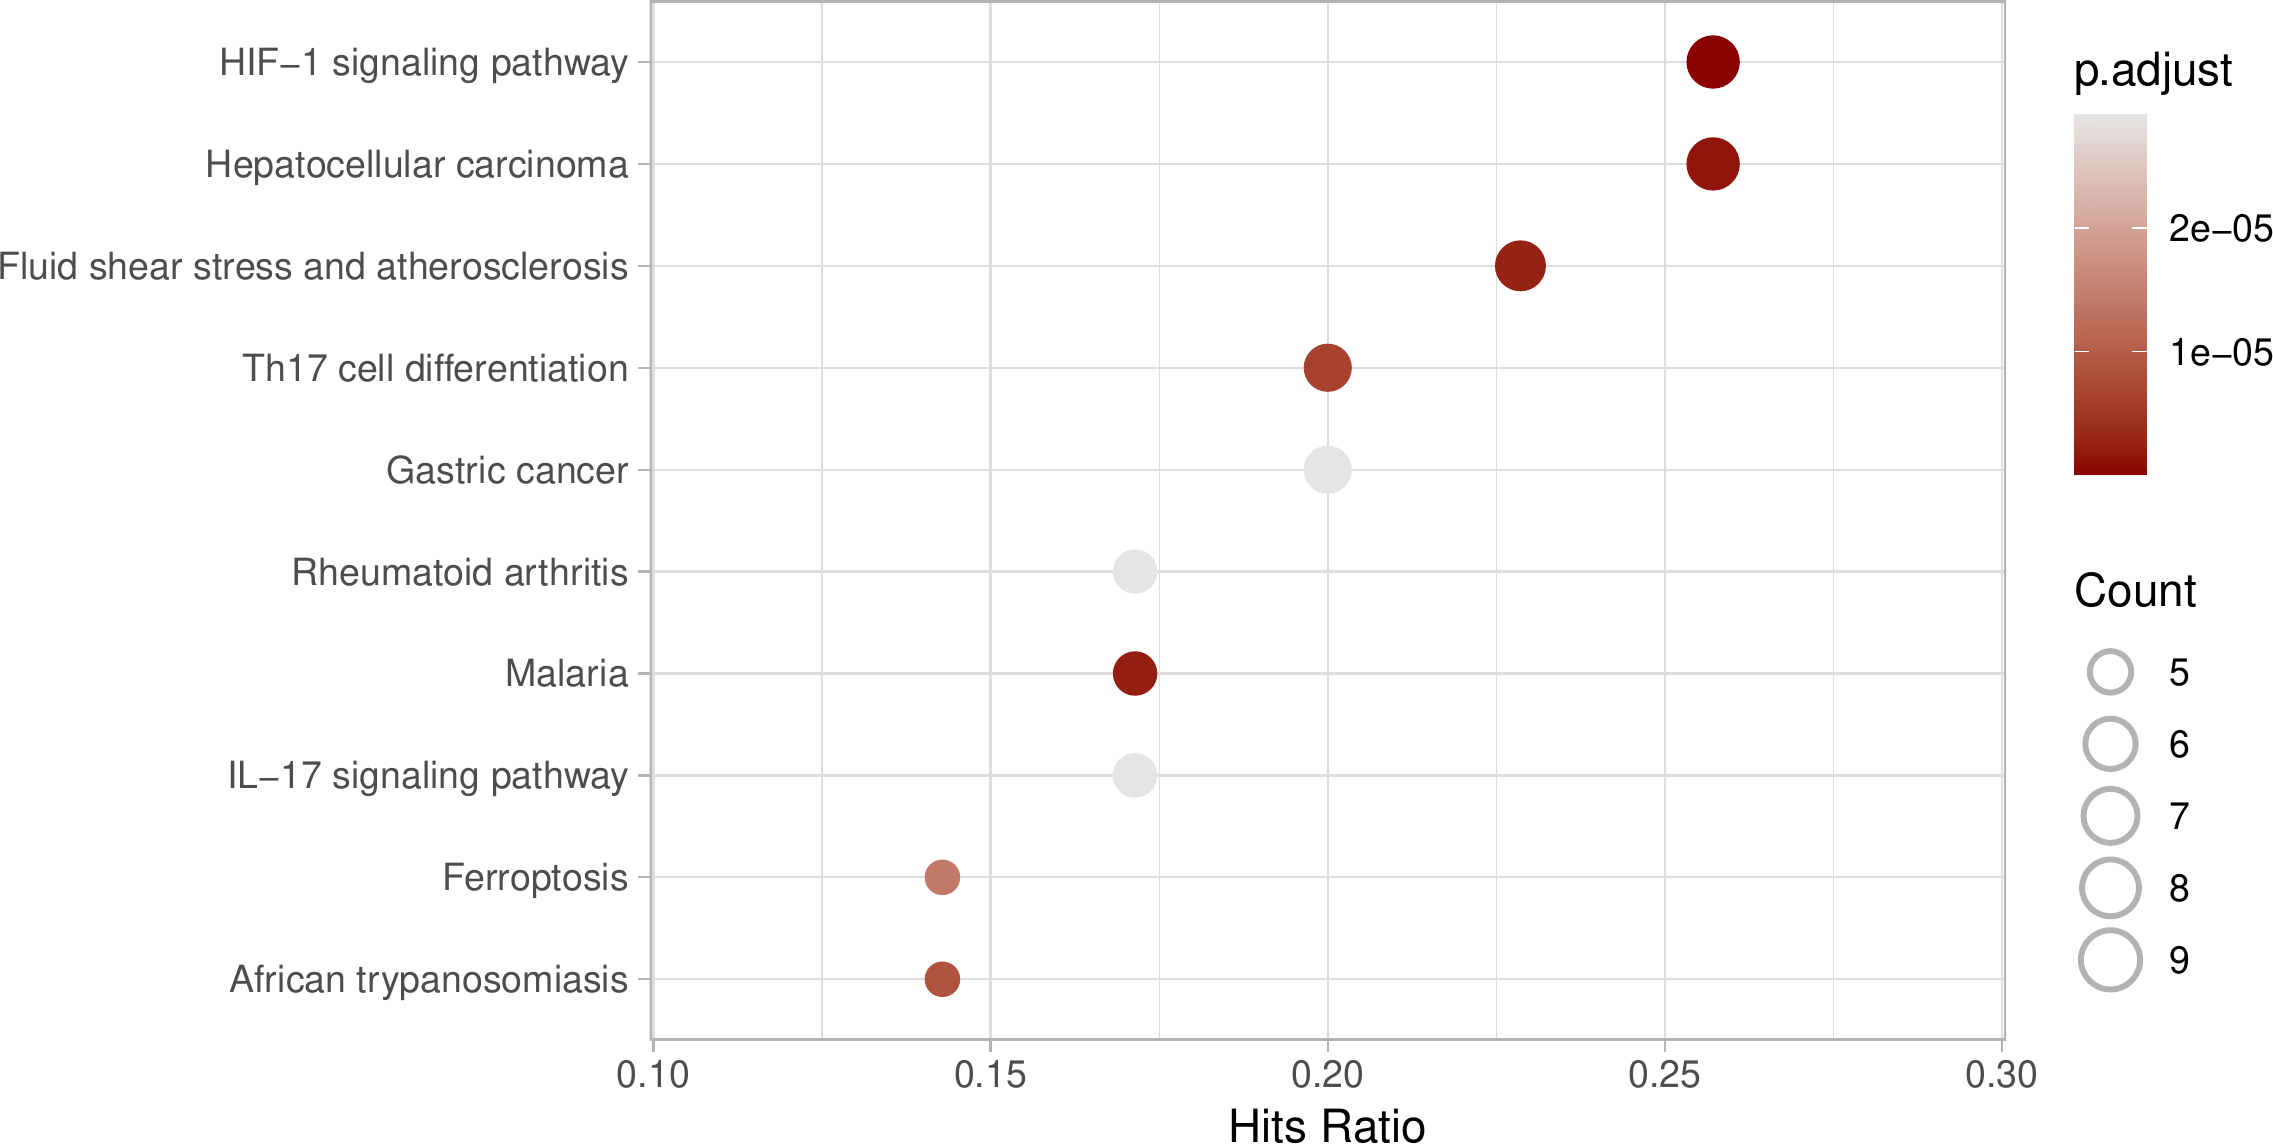 HIF−1 signaling pathway
Hepatocellular carcinoma
Fluid shear stress and atherosclerosis
Th17 cell differentiation
Gastric cancer
Rheumatoid arthritis
Malaria
IL−17 signaling pathway
Ferroptosis
African trypanosomiasis
0.10 0.15 0.20 0.25 0.30
Hits Ratio
p.adjust
2e−05
1e−05
Count
5
6
7
8
9